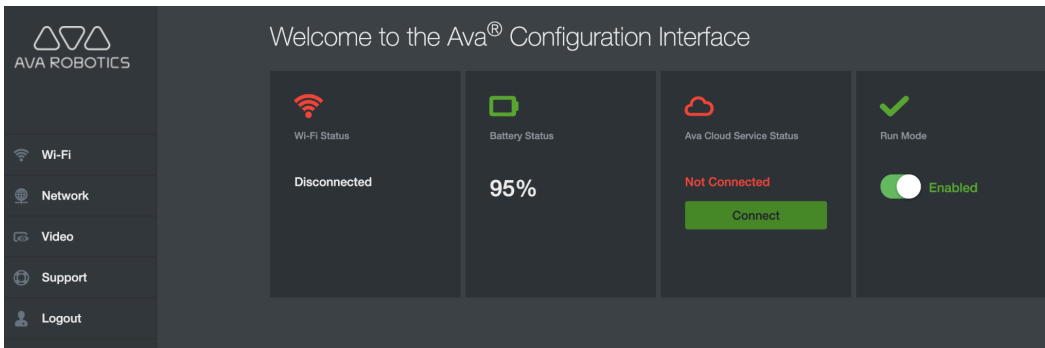 AVA ROBOTICS
Wi-Fi
Network
Video
Support
Logout
Welcome to the Ava® Configuration Interface
Wi-Fi Status
Disconnected
Battery Status
95%
Ava Cloud Service Status
Not Connected
Connect
Run Mode
Enabled